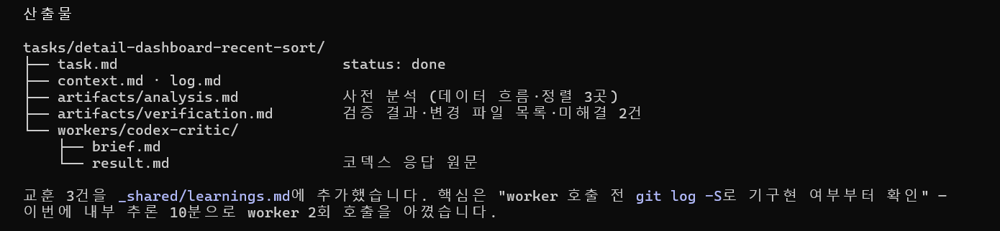 산출물
tasks/detail-dashboard-recent-sort/
├── task.md                          status: done
├── context.md · log.md
├── artifacts/analysis.md            사전 분석 (데이터 흐름·정렬 3곳)
├── artifacts/verification.md        검증 결과·변경 파일 목록·미해결 2건
└── workers/codex-critic/
    ├── brief.md
    └── result.md                    코덱스 응답 원문
교훈 3건을 _shared/learnings.md에 추가했습니다. 핵심은 "worker 호출 전 git log -S로 기구현 여부부터 확인" —
이번에 내부 추론 10분으로 worker 2회 호출을 아꼈습니다.